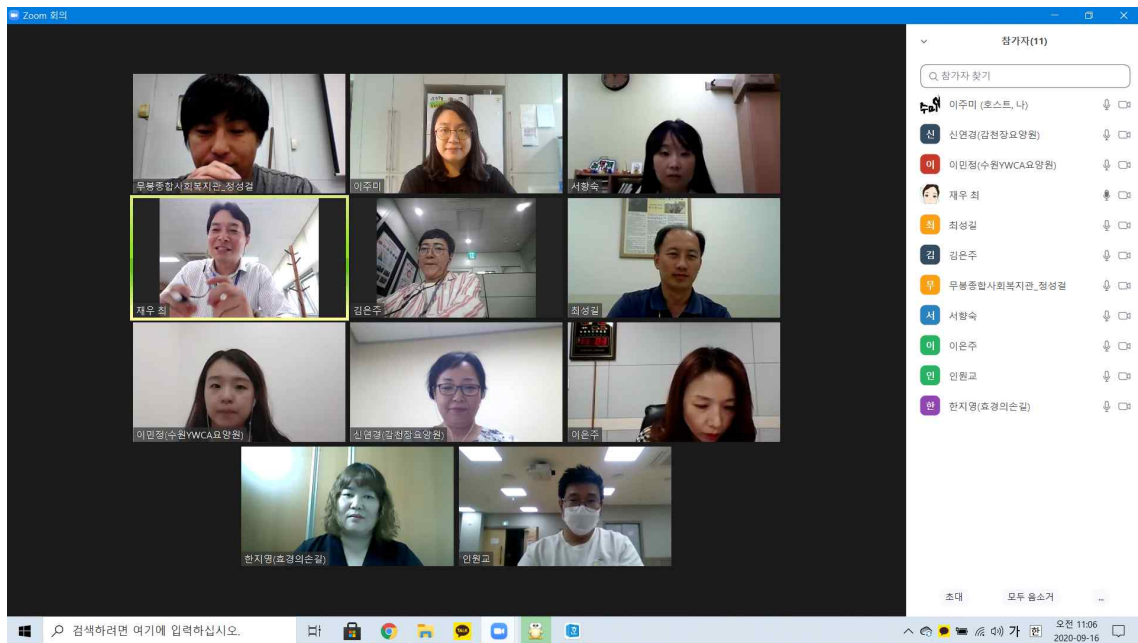 Zoom 회의
무봉종합사회복지관_정성걸
이주미
서향숙
재우 최
김은주
최성길
이민정(수원YWCA요양원)
신연경(감천장요양원)
이은주
한지영(효경의손길)
인원교
참가자(11)
참가자 찾기
이주미 (호스트, 나)
신 신연경(감천장요양원)
이 이민정(수원YWCA요양원)
재우 최
최 최성길
김 김은주
무 무봉종합사회복지관_정성걸
서 서향숙
이 이은주
인 인원교
한 한지영(효경의손길)
초대 모두 음소거 ...
검색하려면 여기에 입력하십시오.
가 한 오전 11:06
2020-09-16